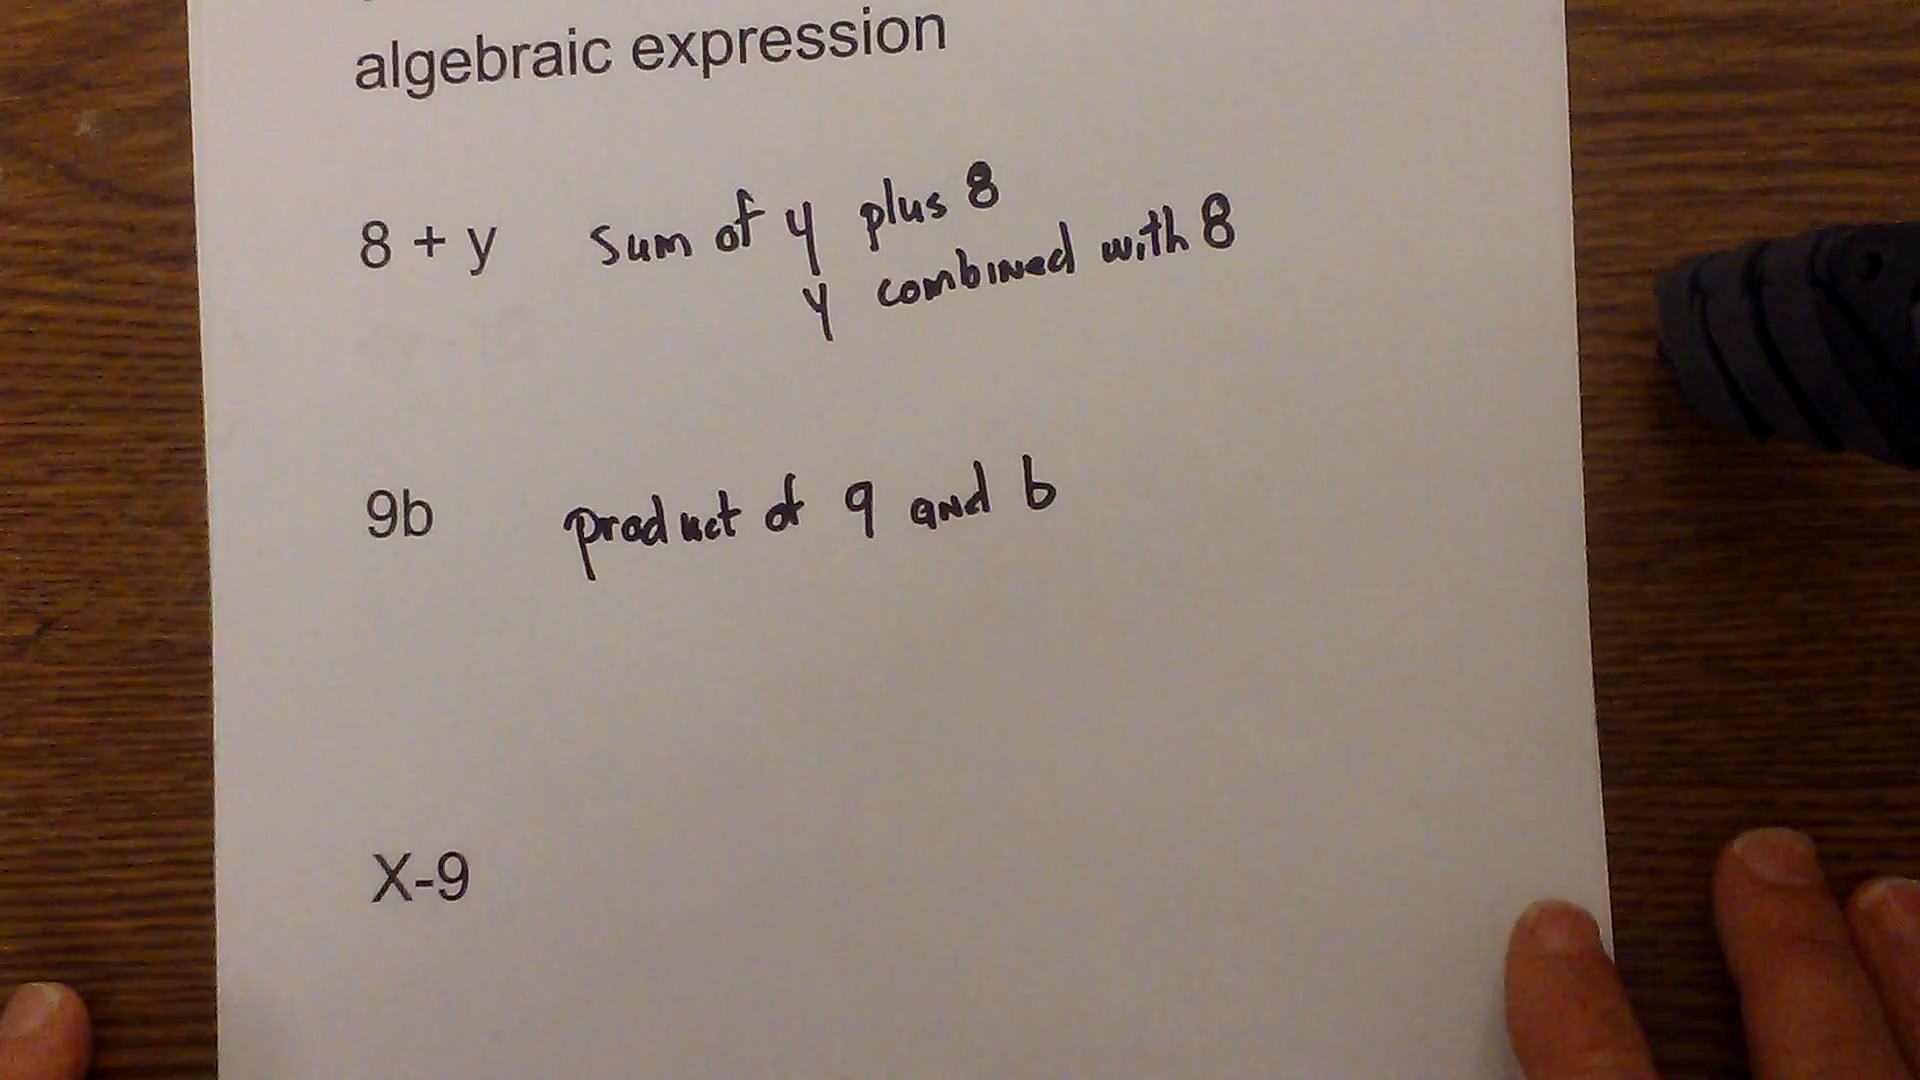 algebraic expression
8 + y sum of y plus 8
y combined with 8
9b product of 9 and b
X-9